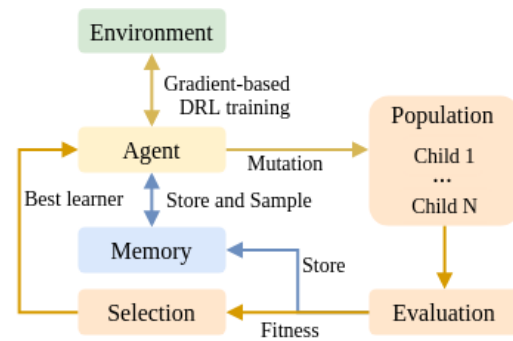 Environment
Gradient-based
DRL training
Population
Agent
Mutation
Child 1
...
Child N
Best learner
Store and Sample
Memory
Store
Selection
Fitness
Evaluation